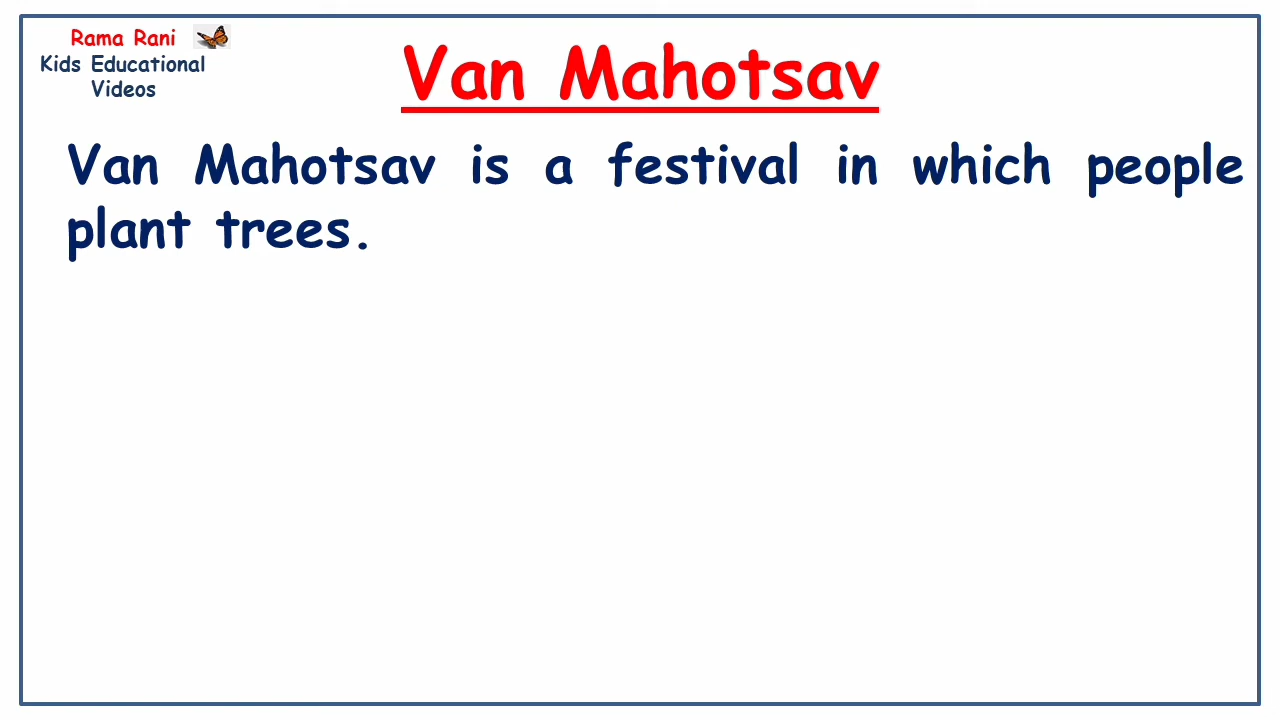 Rama Rani
Kids Educational
Videos
Van Mahotsav
Van Mahotsav is a festival in which people
plant trees.